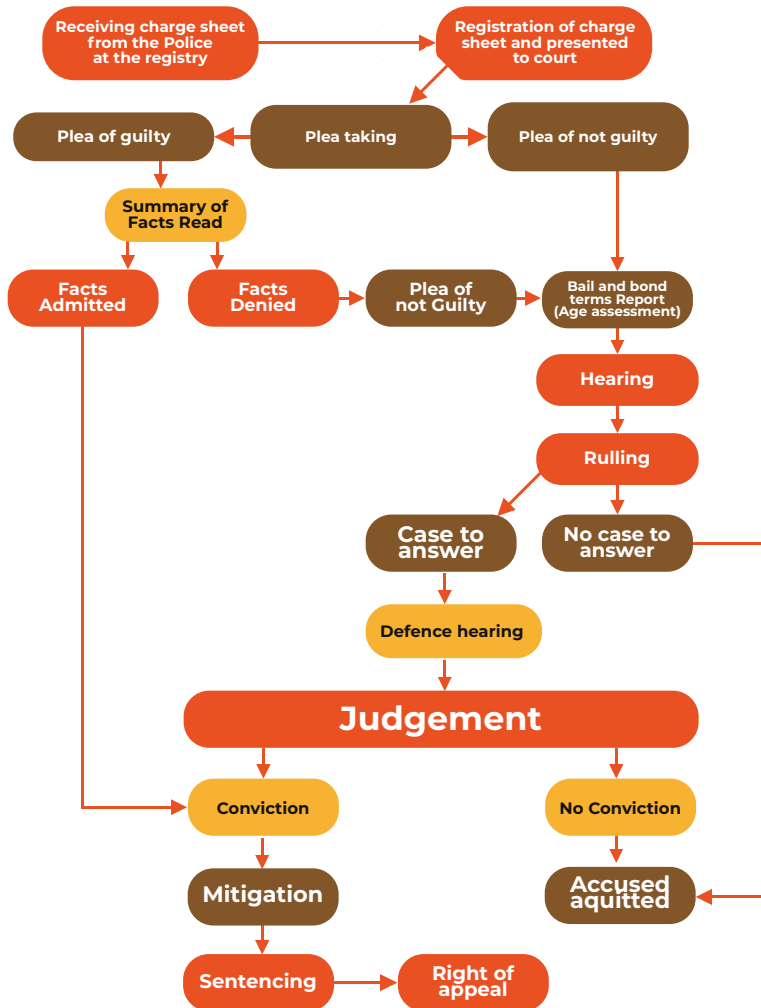 Receiving charge sheet
from the Police
at the registry
Registration of charge
sheet and presented
to court
Plea of guilty
Plea taking
Plea of not guilty
Summary of
Facts Read
Facts
Admitted
Facts
Denied
Plea of
not Guilty
Bail and bond
terms Report
(Age assessment)
Hearing
Rulling
Case to
answer
No case to
answer
Defence hearing
Judgement
Conviction
No Conviction
Mitigation
Accused
aquitted
Sentencing
Right of
appeal